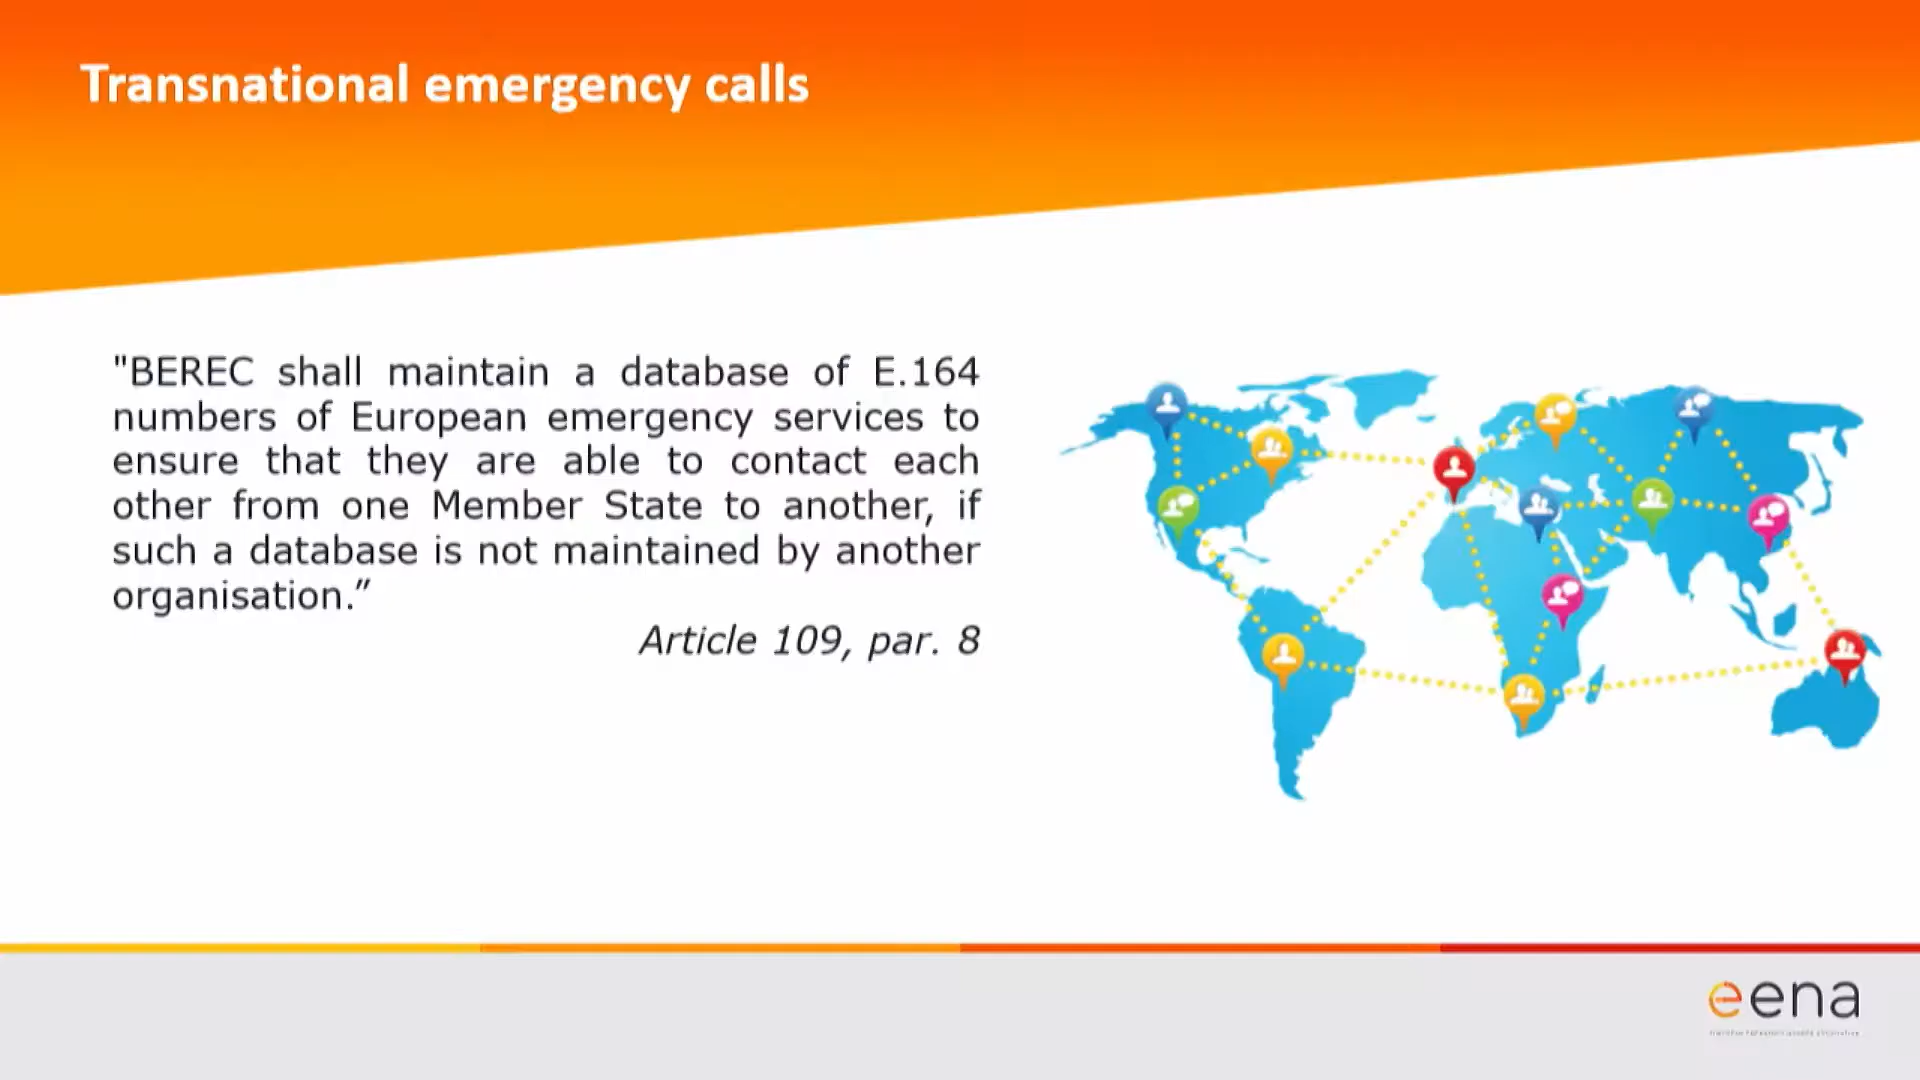 Transnational emergency calls
"BEREC shall maintain a database of E.164
numbers of European emergency services to
ensure that they are able to contact each
other from one Member State to another, if
such a database is not maintained by another
organisation.”
Article 109, par. 8
eena